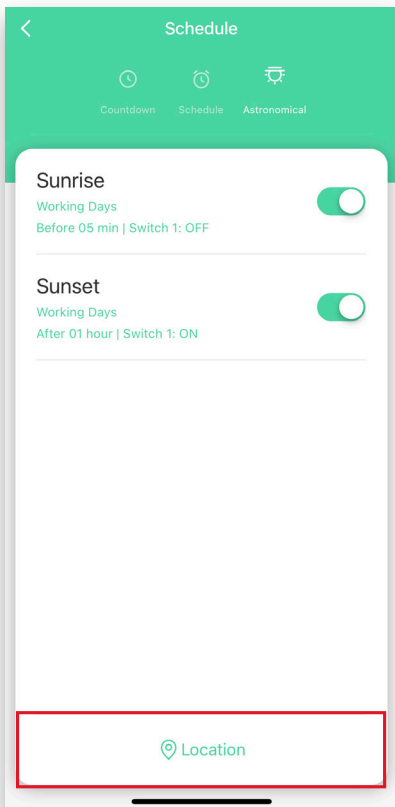 Schedule
Countdown Schedule Astronomical
Sunrise
Working Days
Before 05 min | Switch 1: OFF
Sunset
Working Days
After 01 hour | Switch 1: ON
Location